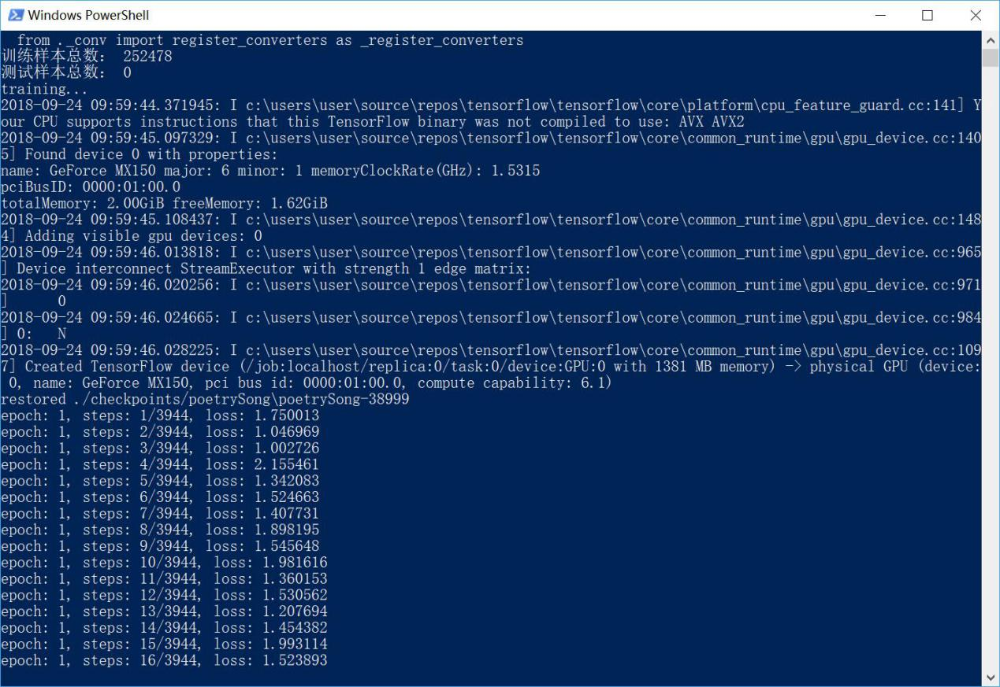 Windows PowerShell
from ._conv import register_converters as _register_converters
训练样本总数： 252478
测试样本总数： 0
training...
2018-09-24 09:59:44.371945: I c:\users\user\source\repos\tensorflow\tensorflow\core\platform\cpu_feature_guard.cc:141] Y
our CPU supports instructions that this TensorFlow binary was not compiled to use: AVX AVX2
2018-09-24 09:59:45.097329: I c:\users\user\source\repos\tensorflow\tensorflow\core\common_runtime\gpu\gpu_device.cc:140
5] Found device 0 with properties:
name: GeForce MX150 major: 6 minor: 1 memoryClockRate(GHz): 1.5315
pciBusID: 0000:01:00.0
totalMemory: 2.00GiB freeMemory: 1.62GiB
2018-09-24 09:59:45.108437: I c:\users\user\source\repos\tensorflow\tensorflow\core\common_runtime\gpu\gpu_device.cc:148
4] Adding visible gpu devices: 0
2018-09-24 09:59:46.013818: I c:\users\user\source\repos\tensorflow\tensorflow\core\common_runtime\gpu\gpu_device.cc:965
] Device interconnect StreamExecutor with strength 1 edge matrix:
2018-09-24 09:59:46.020256: I c:\users\user\source\repos\tensorflow\tensorflow\core\common_runtime\gpu\gpu_device.cc:971
]      0
2018-09-24 09:59:46.024665: I c:\users\user\source\repos\tensorflow\tensorflow\core\common_runtime\gpu\gpu_device.cc:984
] 0:   N
2018-09-24 09:59:46.028225: I c:\users\user\source\repos\tensorflow\tensorflow\core\common_runtime\gpu\gpu_device.cc:109
7] Created TensorFlow device (/job:localhost/replica:0/task:0/device:GPU:0 with 1381 MB memory) -> physical GPU (device:
0, name: GeForce MX150, pci bus id: 0000:01:00.0, compute capability: 6.1)
restored ./checkpoints/poetrySong\poetrySong-38999
epoch: 1, steps: 1/3944, loss: 1.750013
epoch: 1, steps: 2/3944, loss: 1.046969
epoch: 1, steps: 3/3944, loss: 1.002726
epoch: 1, steps: 4/3944, loss: 2.155461
epoch: 1, steps: 5/3944, loss: 1.342083
epoch: 1, steps: 6/3944, loss: 1.524663
epoch: 1, steps: 7/3944, loss: 1.407731
epoch: 1, steps: 8/3944, loss: 1.898195
epoch: 1, steps: 9/3944, loss: 1.545648
epoch: 1, steps: 10/3944, loss: 1.981616
epoch: 1, steps: 11/3944, loss: 1.360153
epoch: 1, steps: 12/3944, loss: 1.530562
epoch: 1, steps: 13/3944, loss: 1.207694
epoch: 1, steps: 14/3944, loss: 1.454382
epoch: 1, steps: 15/3944, loss: 1.993114
epoch: 1, steps: 16/3944, loss: 1.523893